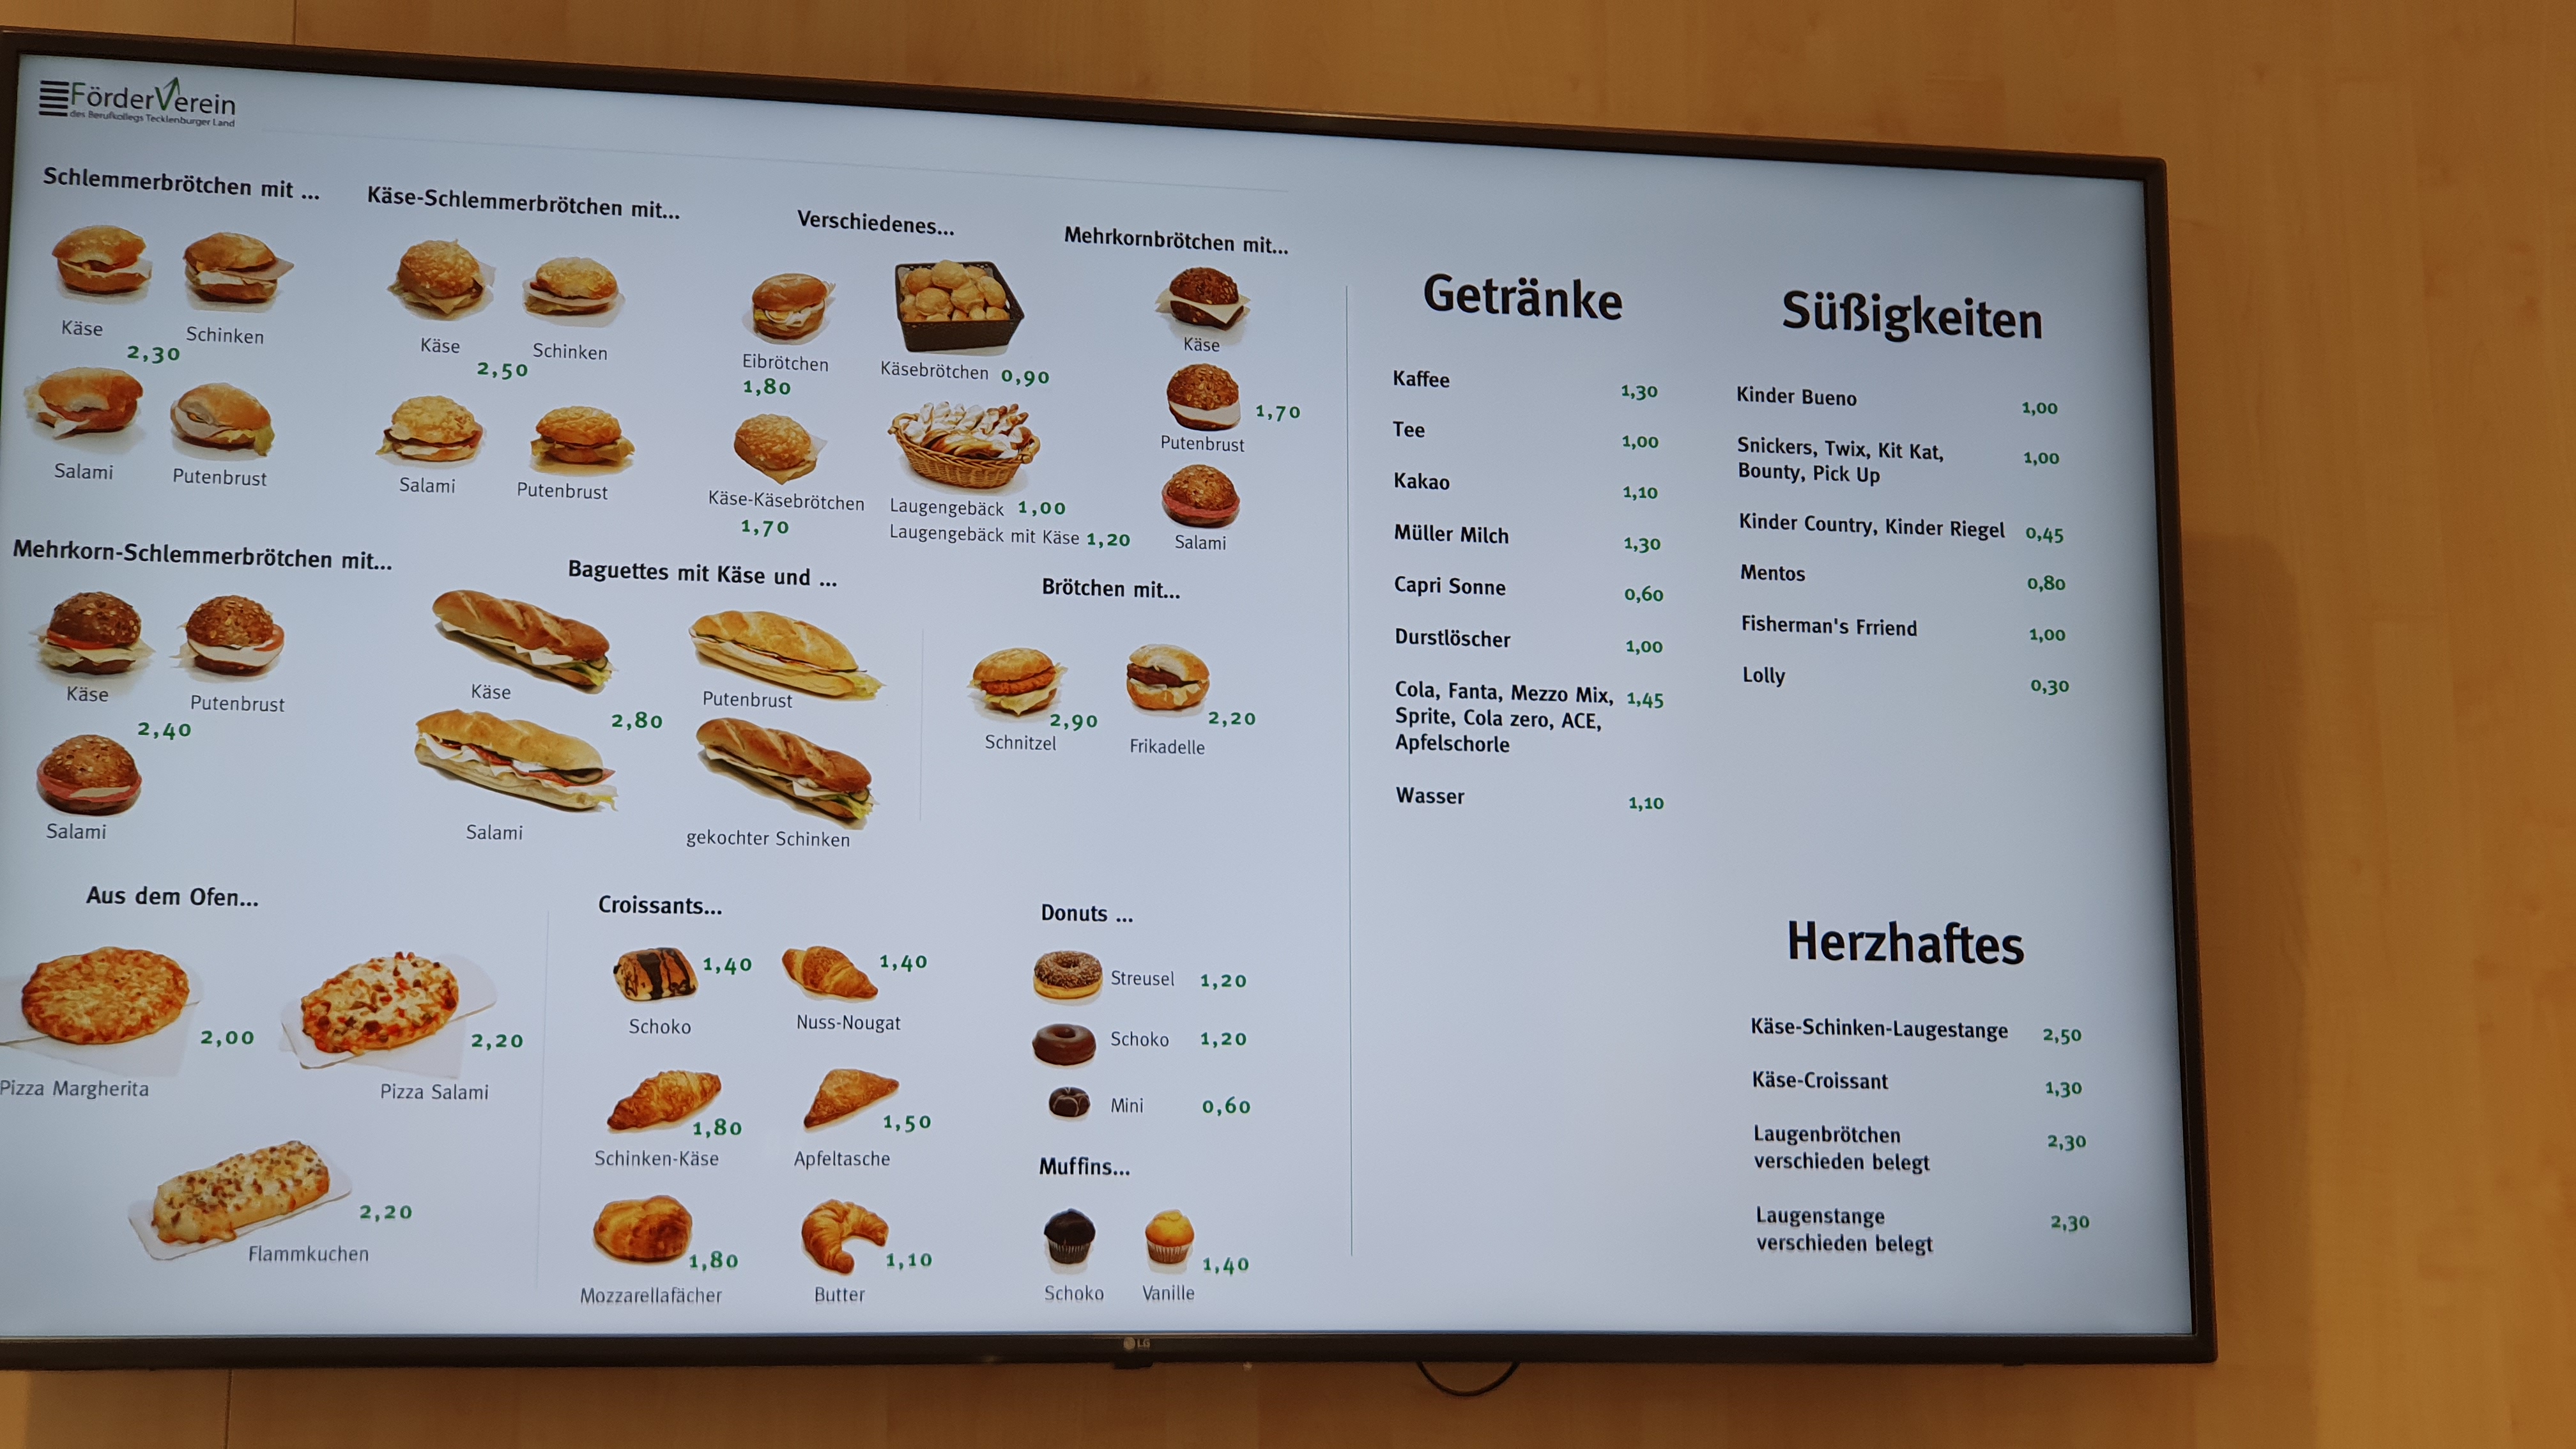 FörderVerein
des Berufkollegs Tecklenburger Land
Schlemmerbrötchen mit ...
Käse
Schinken
2,30
Salami
Putenbrust
Käse-Schlemmerbrötchen mit...
Käse
Schinken
2,50
Salami
Putenbrust
Verschiedenes...
Eibrötchen
1,80
Käsebrötchen 0,90
Käse-Käsebrötchen
1,70
Laugengebäck 1,00
Laugengebäck mit Käse 1,20
Mehrkornbrötchen mit...
Käse
1,70
Putenbrust
Salami
Mehrkorn-Schlemmerbrötchen mit...
Käse
Putenbrust
2,40
Salami
Baguettes mit Käse und ...
Käse
Putenbrust
2,80
Salami
gekochter Schinken
Brötchen mit...
2,90
Schnitzel
2,20
Frikadelle
Aus dem Ofen...
2,00
Pizza Margherita
2,20
Pizza Salami
2,20
Flammkuchen
Croissants...
1,40
Schoko
1,40
Nuss-Nougat
1,80
Schinken-Käse
1,50
Apfeltasche
1,80
Mozzarellafächer
1,10
Butter
Donuts ...
Streusel 1,20
Schoko 1,20
Mini 0,60
Muffins...
1,40
Schoko
Vanille
Getränke
Kaffee 1,30
Tee 1,00
Kakao 1,10
Müller Milch 1,30
Capri Sonne 0,60
Durstlöscher 1,00
Cola, Fanta, Mezzo Mix, 1,45
Sprite, Cola zero, ACE,
Apfelschorle
Wasser 1,10
Süßigkeiten
Kinder Bueno 1,00
Snickers, Twix, Kit Kat, 1,00
Bounty, Pick Up
Kinder Country, Kinder Riegel 0,45
Mentos 0,80
Fisherman's Frriend 1,00
Lolly 0,30
Herzhaftes
Käse-Schinken-Laugestange 2,50
Käse-Croissant 1,30
Laugenbrötchen 2,30
verschieden belegt
Laugenstange 2,30
verschieden belegt
LG